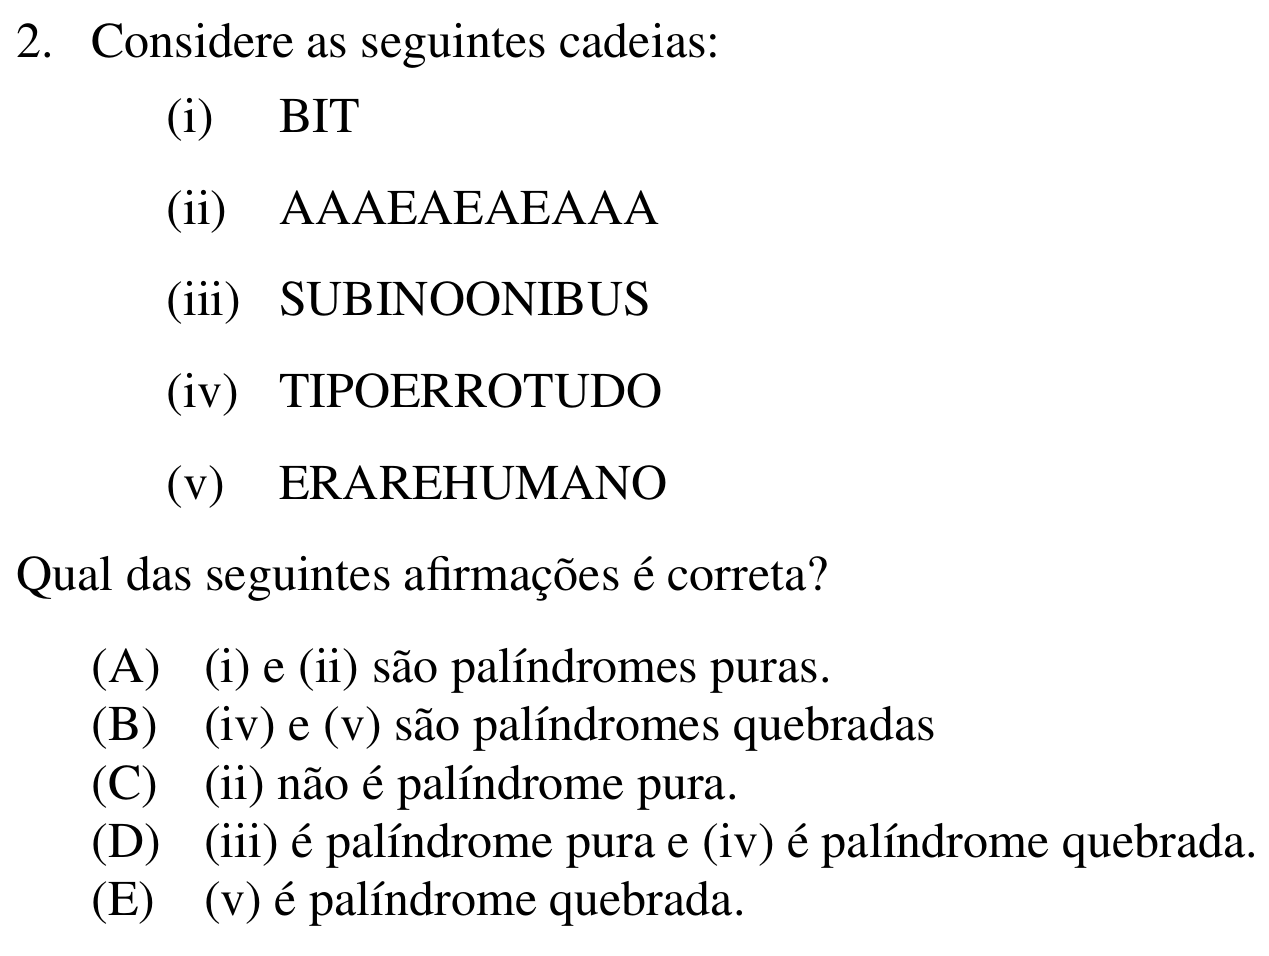 2. Considere as seguintes cadeias:
(i) BIT
(ii) AAAEAEAEAAA
(iii) SUBINOONIBUS
(iv) TIPOERROTUDO
(v) ERAREHUMANO
Qual das seguintes afirmações é correta?
(A) (i) e (ii) são palíndromes puras.
(B) (iv) e (v) são palíndromes quebradas
(C) (ii) não é palíndrome pura.
(D) (iii) é palíndrome pura e (iv) é palíndrome quebrada.
(E) (v) é palíndrome quebrada.